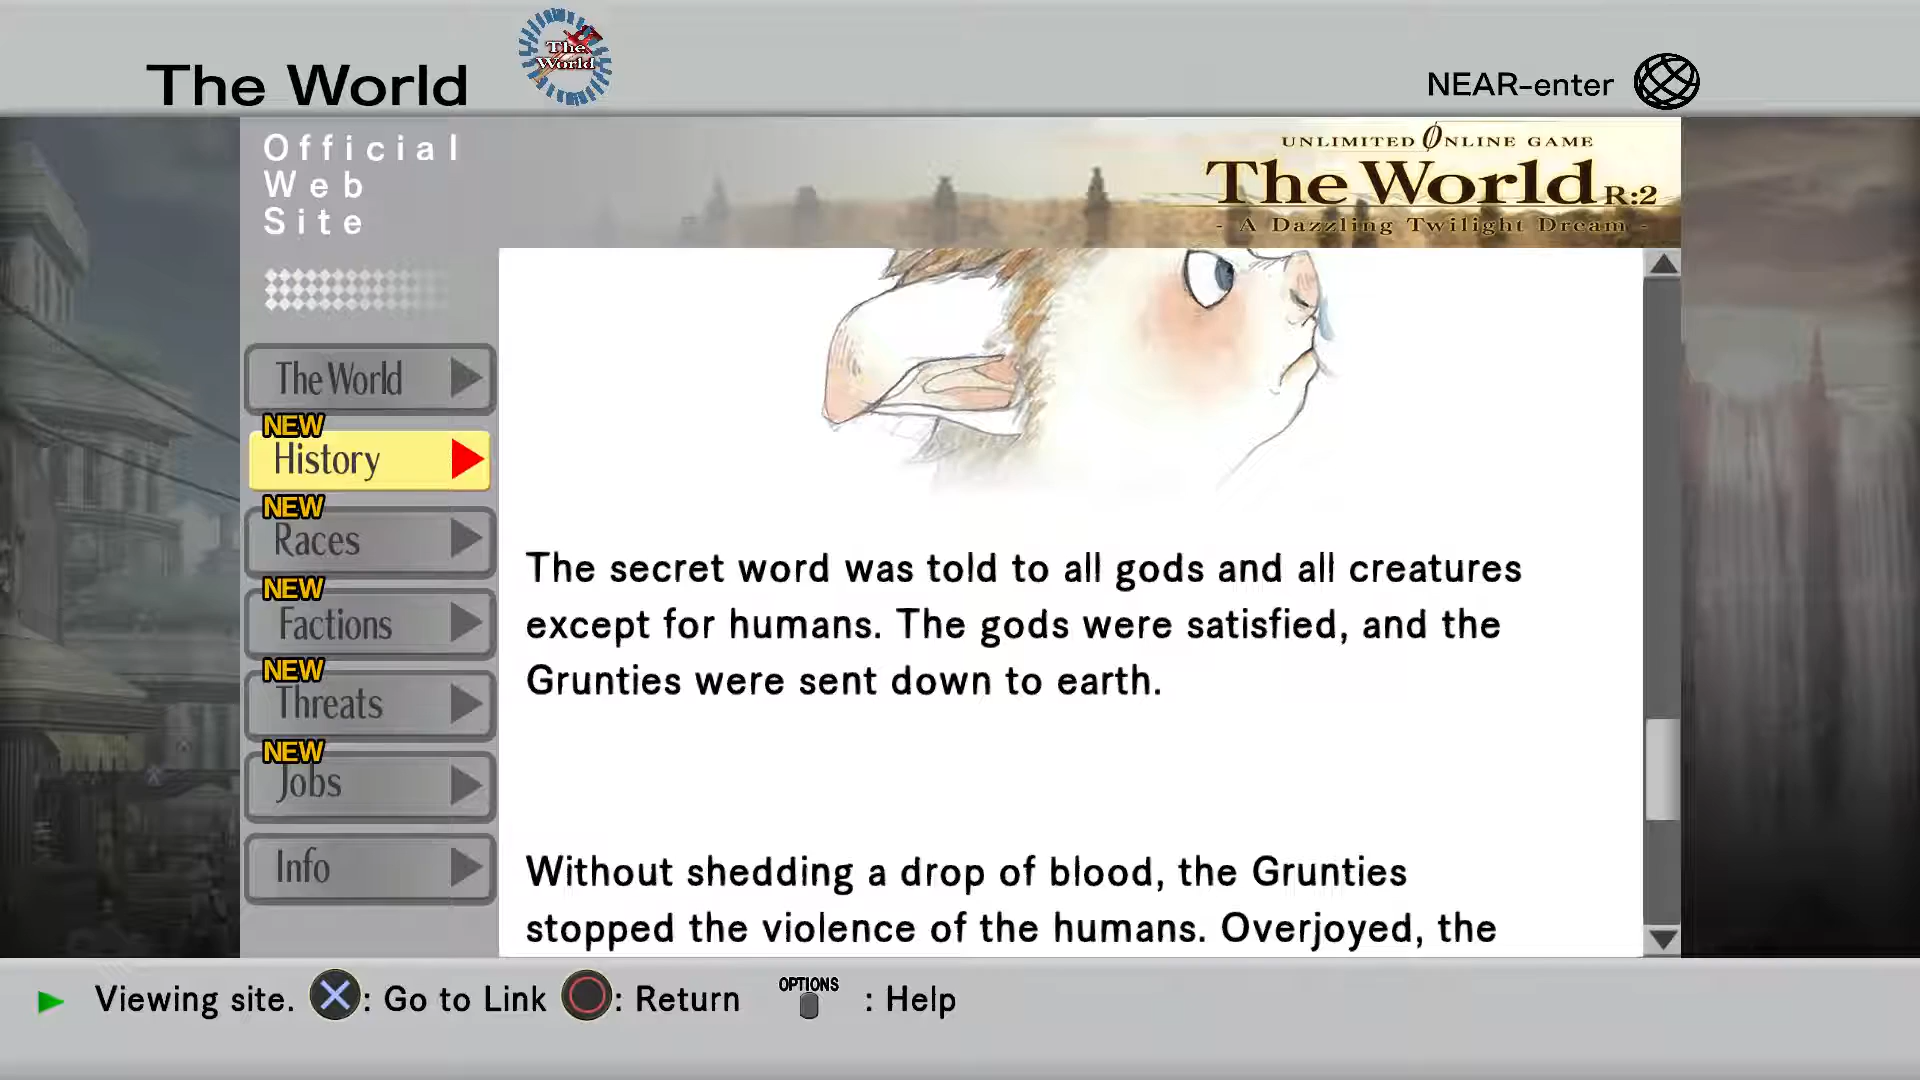 The World
The
World
NEAR-enter
Official
Web
Site
UNLIMITED ONLINE GAME
The World R:2
- A Dazzling Twilight Dream -
The World
NEW
History
NEW
Races
NEW
Factions
NEW
Threats
NEW
Jobs
Info
The secret word was told to all gods and all creatures
except for humans. The gods were satisfied, and the
Grunties were sent down to earth.
Without shedding a drop of blood, the Grunties
stopped the violence of the humans. Overjoyed, the
Viewing site. : Go to Link : Return OPTIONS : Help